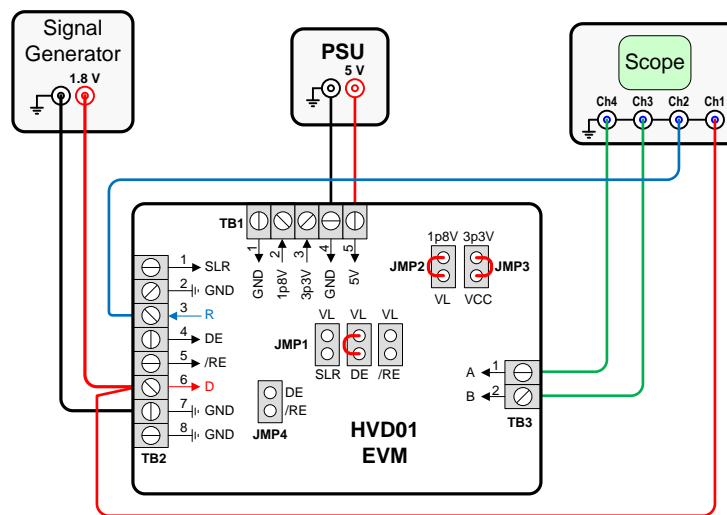 Signal
Generator
1.8 V
PSU
5 V
Scope
Ch4 Ch3 Ch2 Ch1
TB1
1 2 3 4 5
GND 1p8V 3p3V GND 5V
1p8V 3p3V
JMP2 JMP3
VL VCC
1 SLR
2 GND
3 R
4 DE
5 /RE
6 D
7 GND
8 GND
TB2
VL VL VL
JMP1
SLR DE /RE
DE
/RE
JMP4
HVD01
EVM
A 1
B 2
TB3